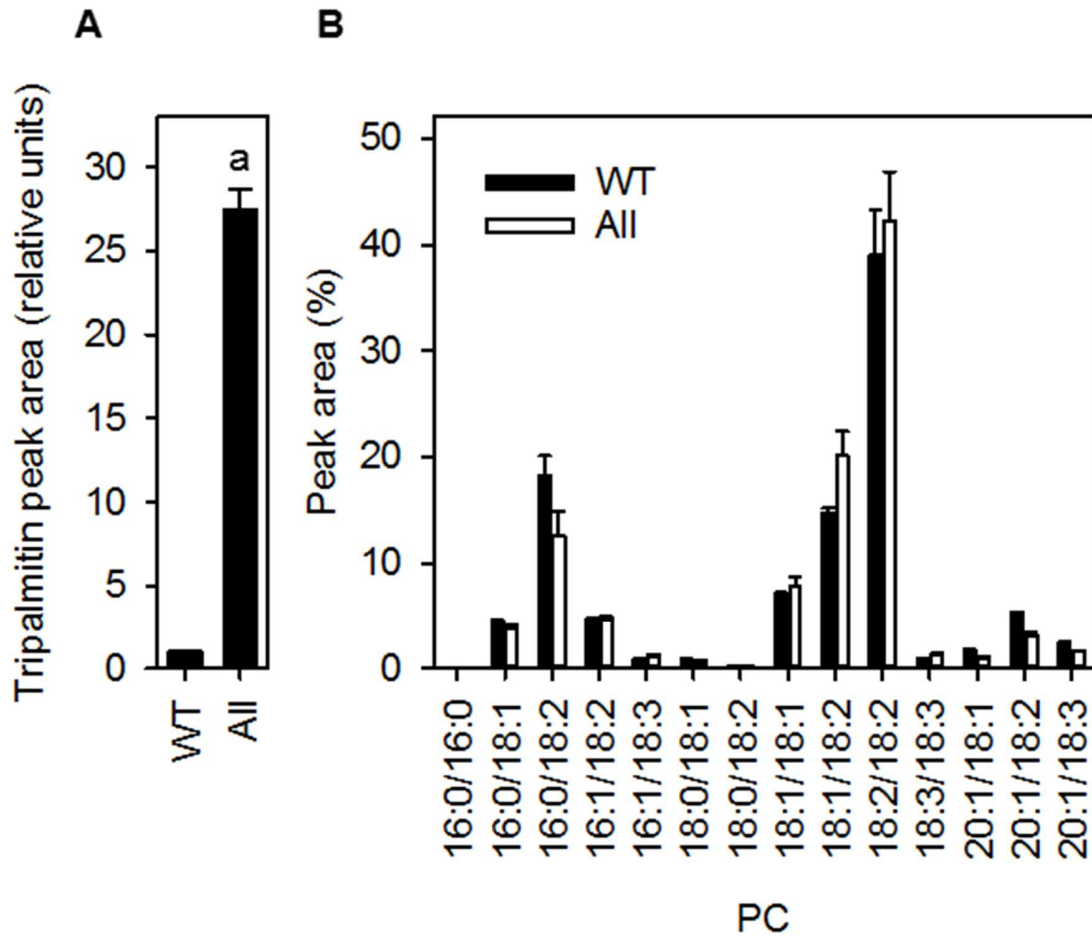 A
B
Tripalmitin peak area (relative units)
30
25
20
15
10
5
0
a
WT
All
Peak area (%)
50
40
30
20
10
0
WT
All
16:0/16:0
16:0/18:1
16:0/18:2
16:1/18:2
16:1/18:3
18:0/18:1
18:0/18:2
18:1/18:1
18:1/18:2
18:2/18:2
18:3/18:3
20:1/18:1
20:1/18:2
20:1/18:3
PC